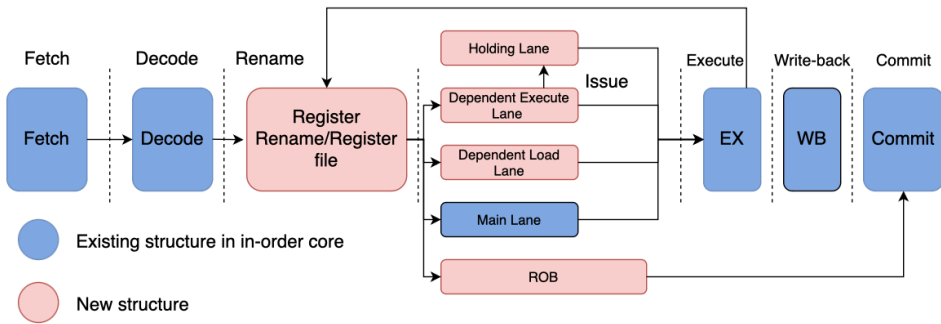 Fetch
Decode
Rename
Issue
Execute
Write-back
Commit
Fetch
Decode
Register
Rename/Register
file
Holding Lane
Dependent Execute
Lane
Dependent Load
Lane
Main Lane
ROB
EX
WB
Commit
Existing structure in in-order core
New structure